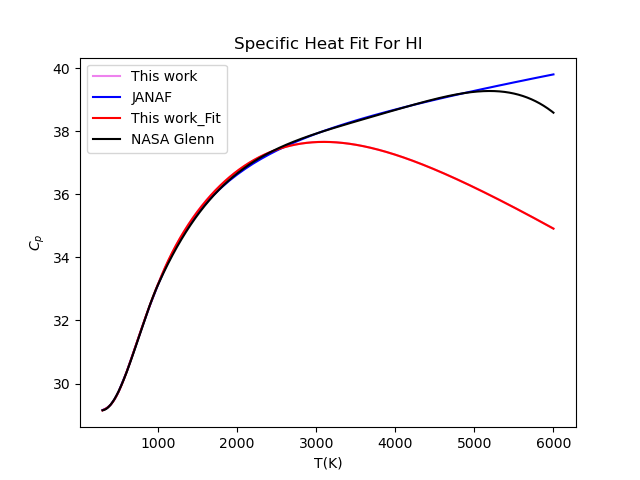 Specific Heat Fit For HI
This work
JANAF
This work_Fit
NASA Glenn
40
38
36
34
32
30
C_p
1000 2000 3000 4000 5000 6000
T(K)